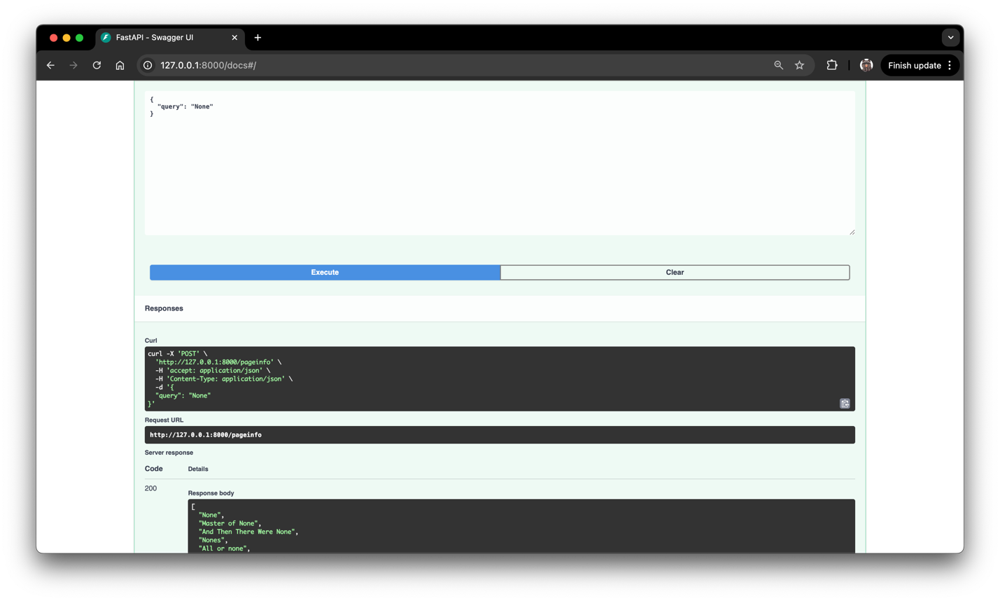 FastAPI - Swagger UI
127.0.0.1:8000/docs#/
Finish update
{
"query": "None"
}
Execute
Clear
Responses
Curl
curl -X 'POST' \
'http://127.0.0.1:8000/pageinfo' \
-H 'accept: application/json' \
-H 'Content-Type: application/json' \
-d '{
"query": "None"
}'
Request URL
http://127.0.0.1:8000/pageinfo
Server response
Code Details
200
Response body
[
"None",
"Master of None",
"And Then There Were None",
"Nones",
"All or none",